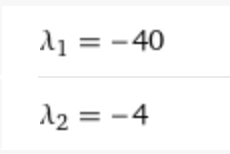 λ₁ = −40
λ₂ = −4